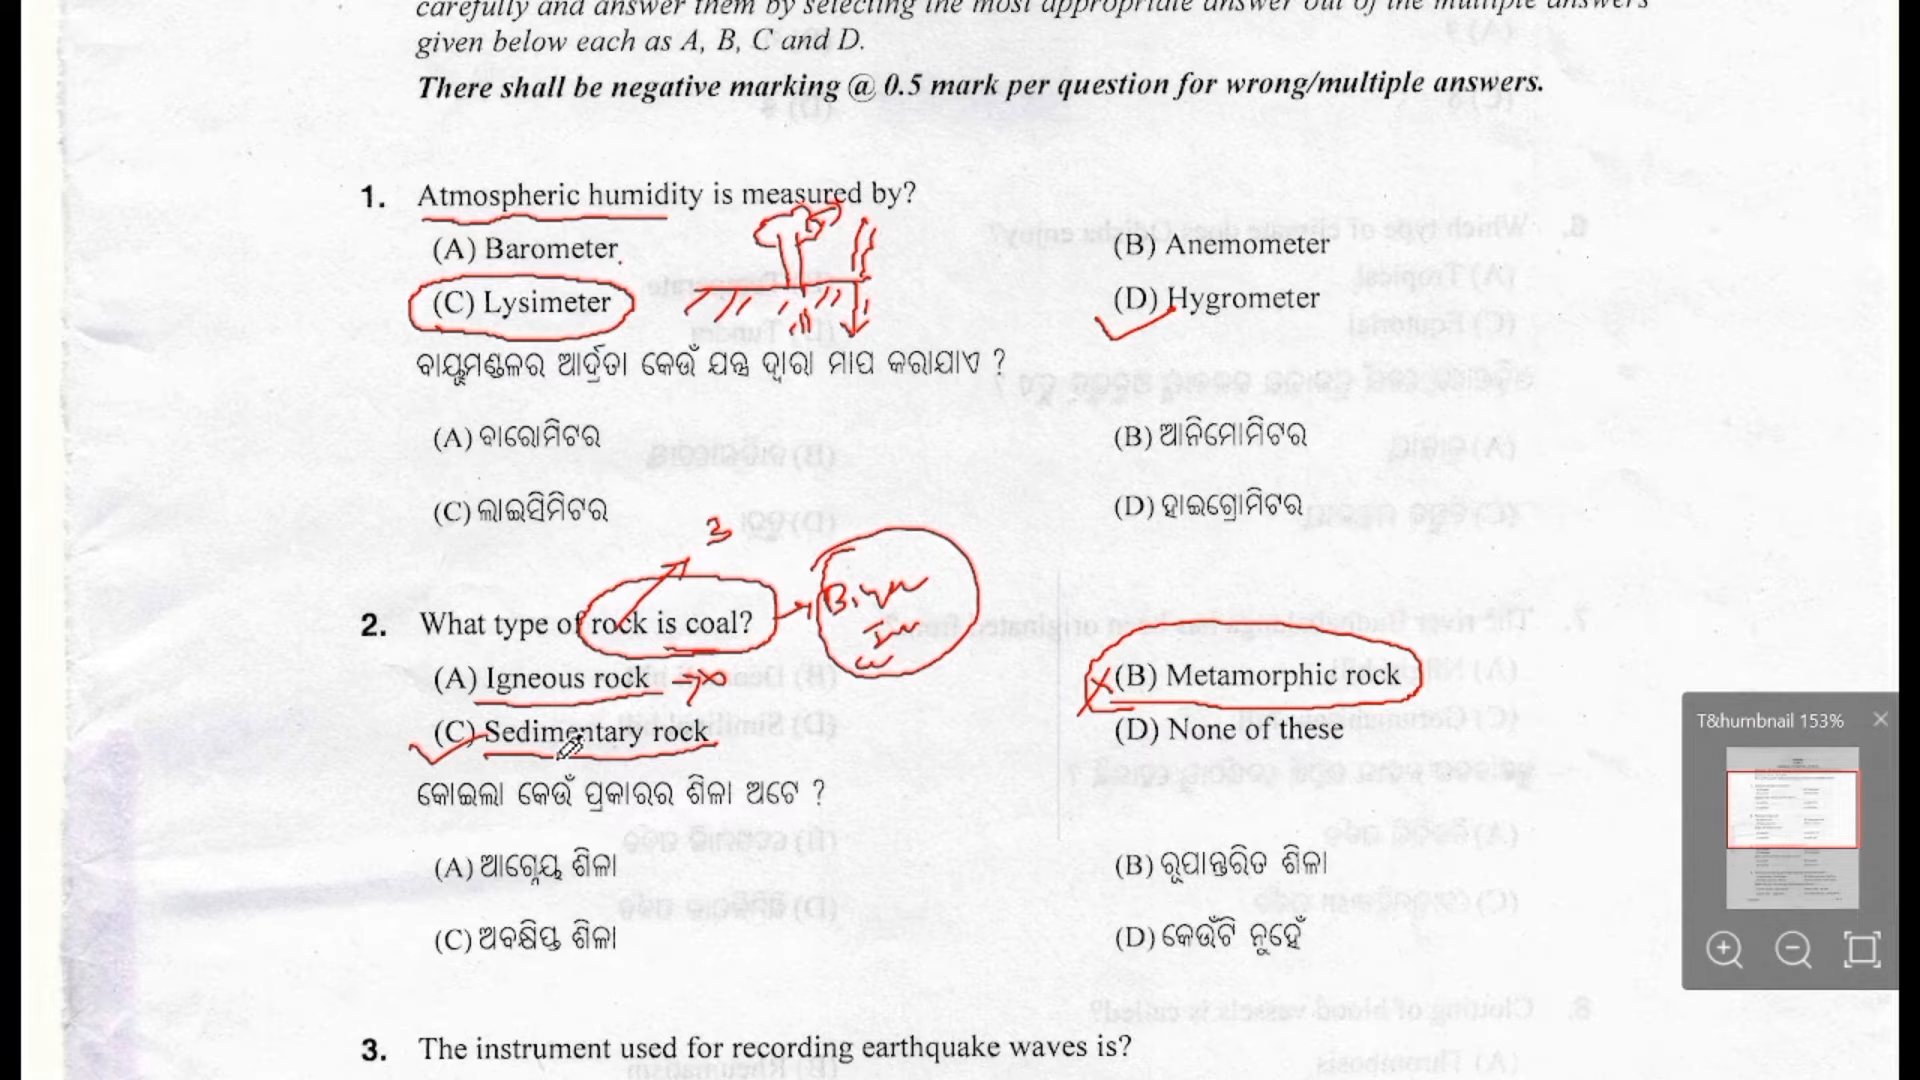 carefully and answer them by selecting the most appropriate answer out of the multiple answers
given below each as A, B, C and D.
There shall be negative marking @ 0.5 mark per question for wrong/multiple answers.
1. Atmospheric humidity is measured by?
(A) Barometer (B) Anemometer
(C) Lysimeter (D) Hygrometer
ବାୟୁମଣ୍ଡଳର ଆର୍ଦ୍ରତା କେଉଁ ଯନ୍ତ୍ର ଦ୍ୱାରା ମାପ କରାଯାଏ ?
(A) ବାରୋମିଟର (B) ଆନିମୋମିଟର
(C) ଲାଇସିମିଟର (D) ହାଇଗ୍ରୋମିଟର
3
2. What type of rock is coal?
(A) Igneous rock (B) Metamorphic rock
(C) Sedimentary rock (D) None of these
କୋଇଲା କେଉଁ ପ୍ରକାରର ଶିଳା ଅଟେ ?
(A) ଆଗ୍ନେୟ ଶିଳା (B) ରୂପାନ୍ତରିତ ଶିଳା
(C) ଅବକ୍ଷିପ୍ତ ଶିଳା (D) କେଉଁଟି ନୁହେଁ
3. The instrument used for recording earthquake waves is?
T&humbnail 153%